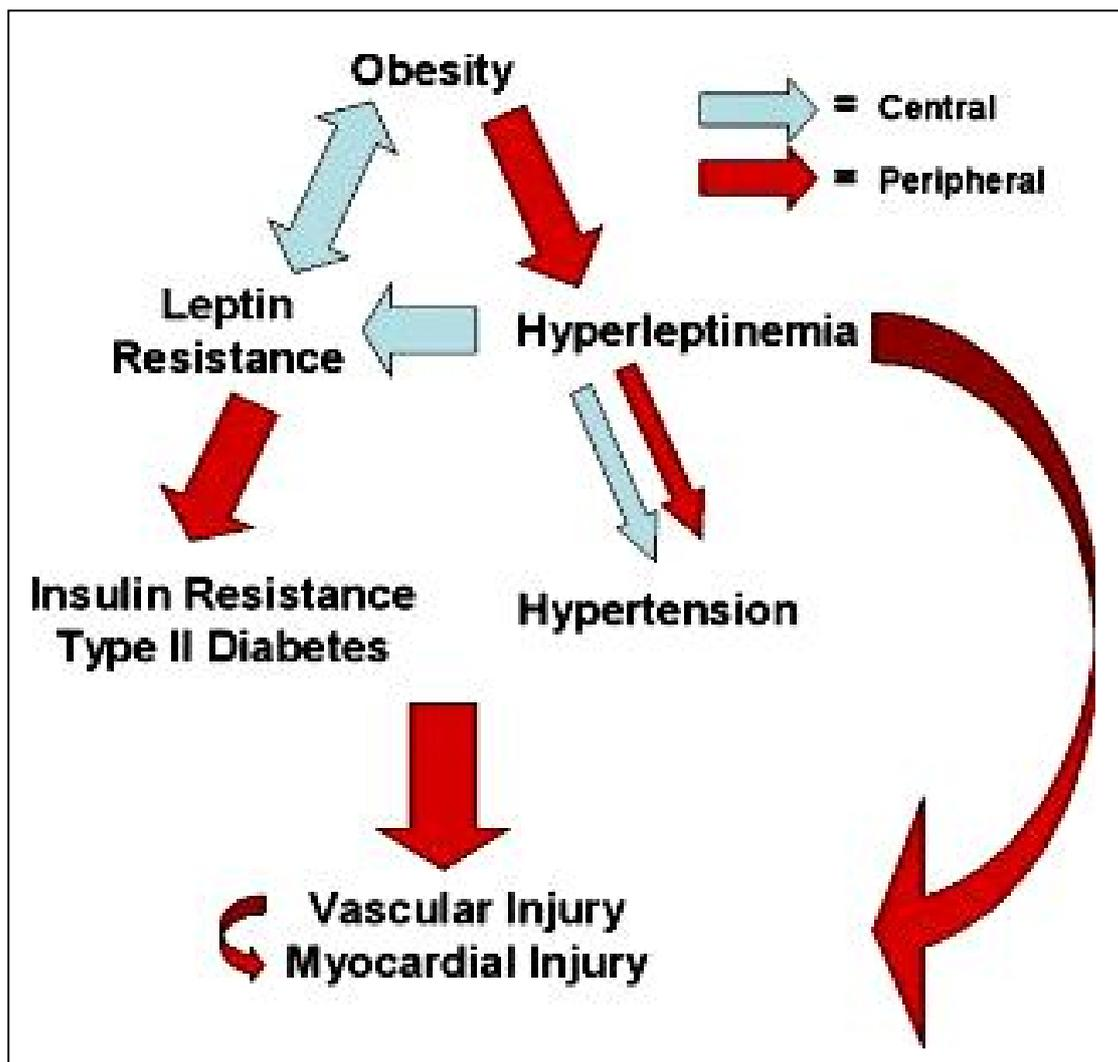 Obesity
= Central
= Peripheral
Leptin
Resistance
Hyperleptinemia
Insulin Resistance
Type II Diabetes
Hypertension
Vascular Injury
Myocardial Injury